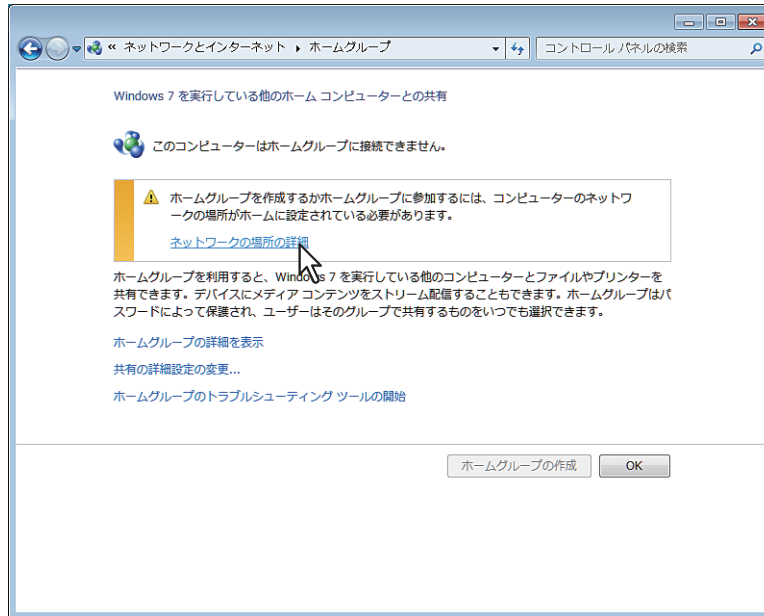 « ネットワークとインターネット ▸ ホームグループ
コントロール パネルの検索
Windows 7 を実行している他のホーム コンピューターとの共有
このコンピューターはホームグループに接続できません。
ホームグループを作成するかホームグループに参加するには、コンピューターのネットワ
ークの場所がホームに設定されている必要があります。
ネットワークの場所の詳細
ホームグループを利用すると、Windows 7 を実行している他のコンピューターとファイルやプリンターを
共有できます。デバイスにメディア コンテンツをストリーム配信することもできます。ホームグループはパ
スワードによって保護され、ユーザーはそのグループで共有するものをいつでも選択できます。
ホームグループの詳細を表示
共有の詳細設定の変更...
ホームグループのトラブルシューティング ツールの開始
ホームグループの作成
OK